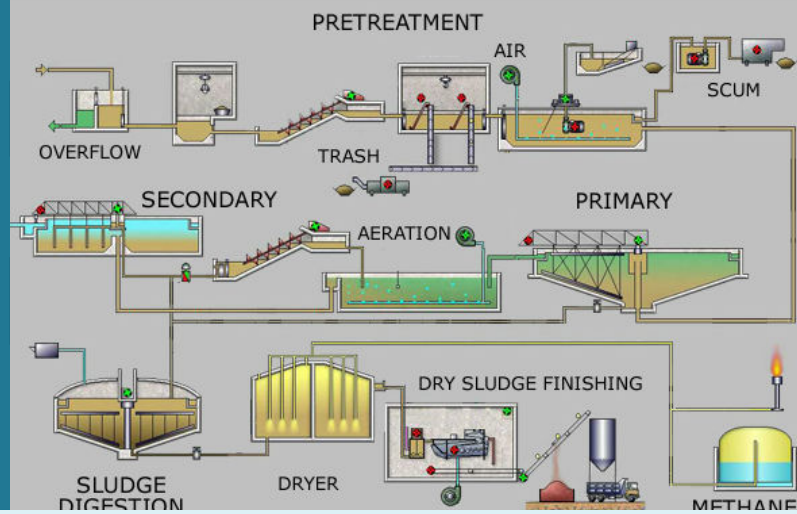 PRETREATMENT
AIR
SCUM
OVERFLOW
TRASH
SECONDARY
AERATION
PRIMARY
DRY SLUDGE FINISHING
SLUDGE
DIGESTION
DRYER
METHANE